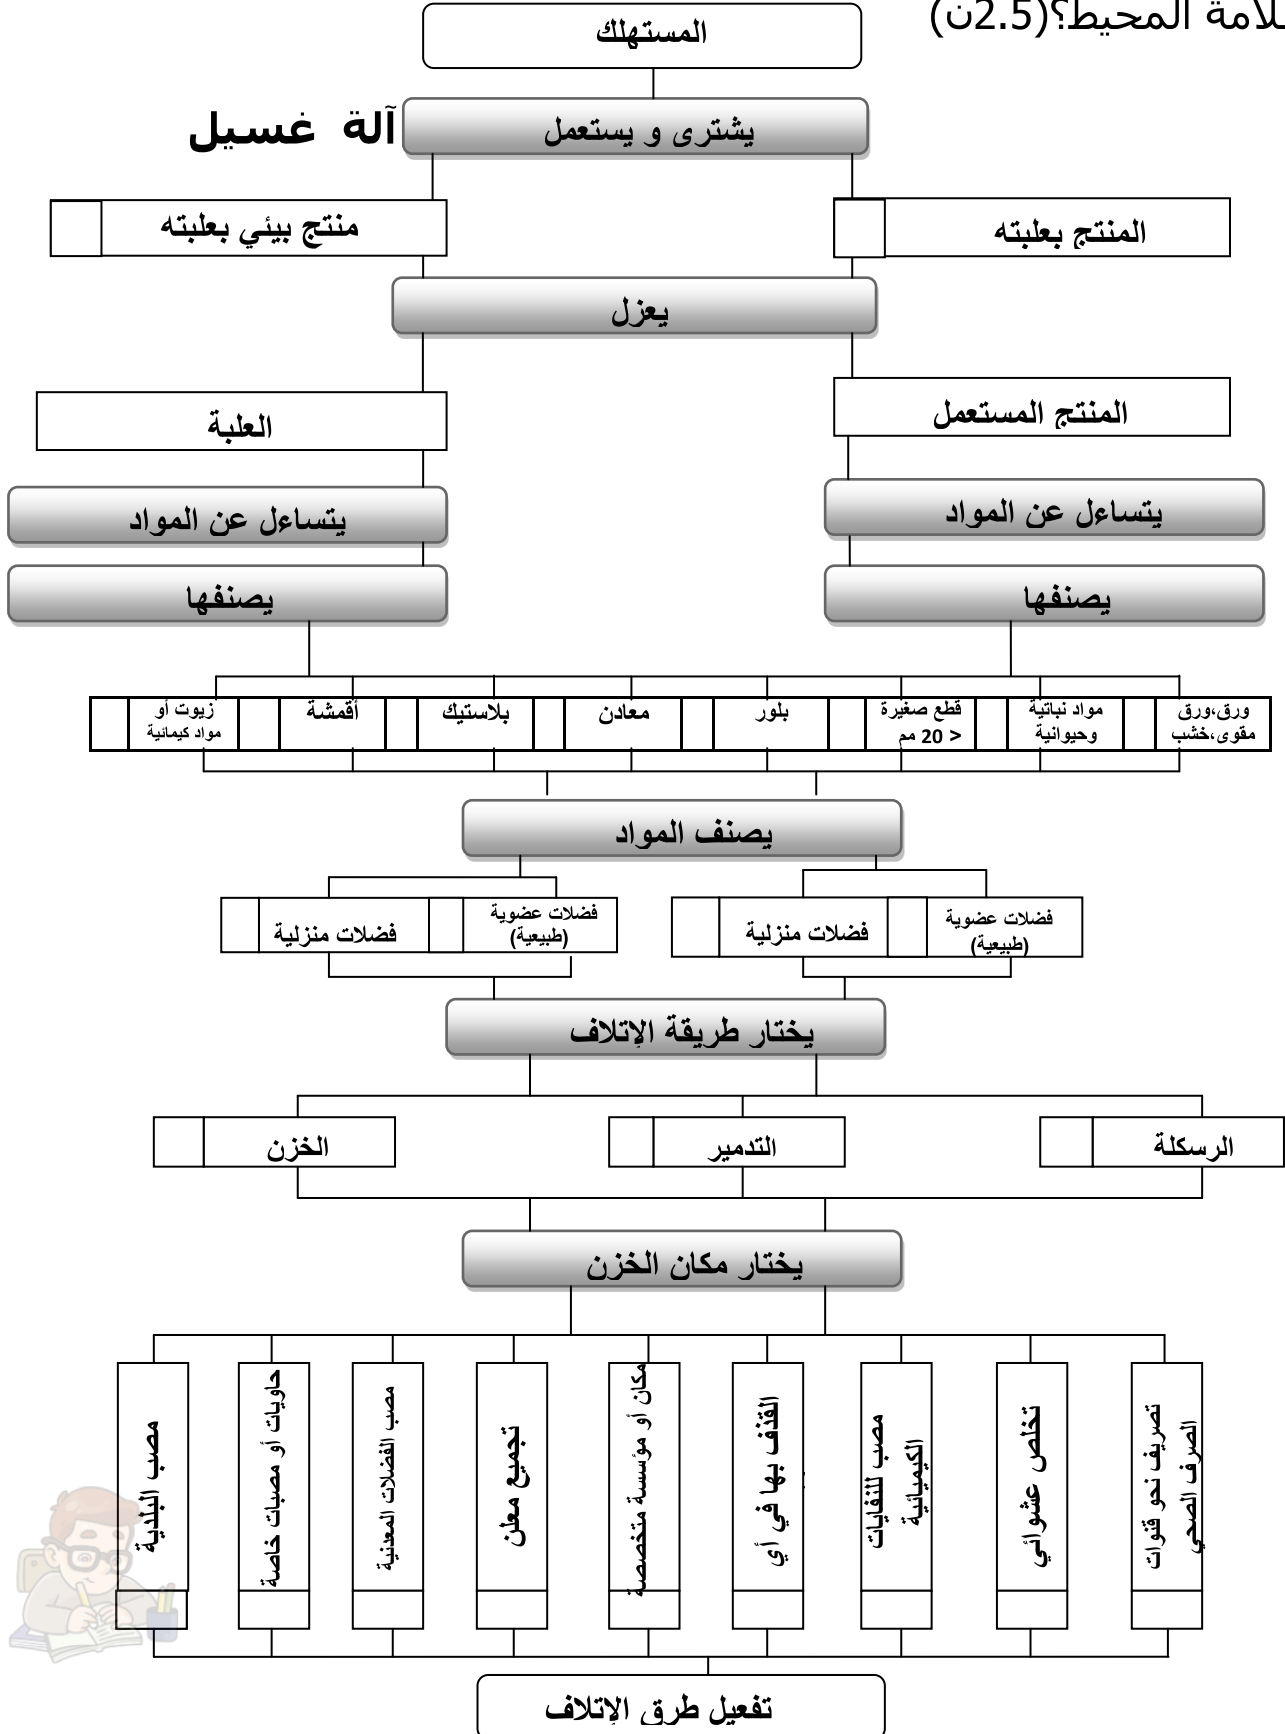 لامة المحيط؟(2.5ن)
المستهلك
يشترى و يستعمل
آلة غسيل
المنتج بعلبته
منتج بيئي بعلبته
يعزل
المنتج المستعمل
العلبة
يتساءل عن المواد
يتساءل عن المواد
يصنفها
يصنفها
ورق،ورق
مقوى،خشب
مواد نباتية
وحيوانية
قطع صغيرة
< 20 مم
بلور
معادن
بلاستيك
أقمشة
زيوت أو
مواد كيمائية
يصنف المواد
فضلات عضوية
(طبيعية)
فضلات منزلية
فضلات عضوية
(طبيعية)
فضلات منزلية
يختار طريقة الإتلاف
الرسكلة
التدمير
الخزن
يختار مكان الخزن
تصريف نحو قنوات
الصرف الصحي
تخلص عشوائي
مصب للنفايات
الكيميائية
القذف بها في أي
مكان أو مؤسسة متخصصة
تجميع معلن
مصب الفضلات المعدنية
حاويات أو مصبات خاصة
مصب البلدية
تفعيل طرق الإتلاف